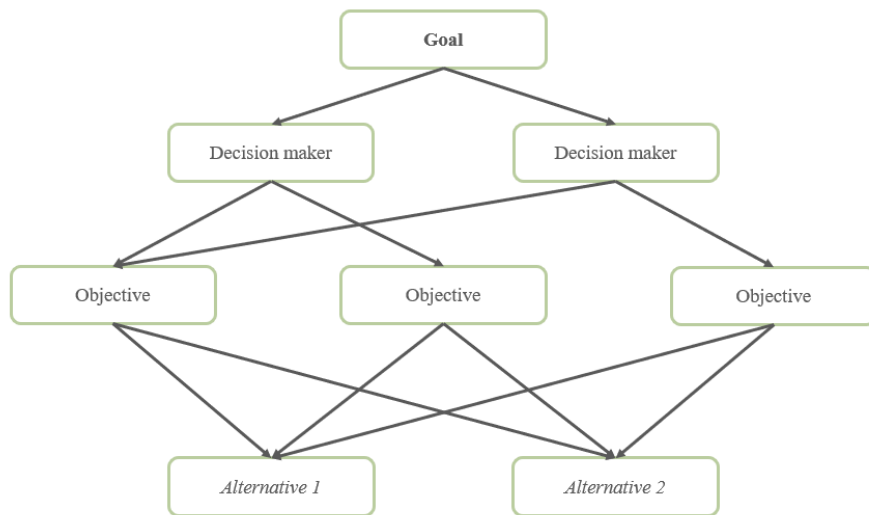 Goal
Decision maker
Decision maker
Objective
Objective
Objective
Alternative 1
Alternative 2